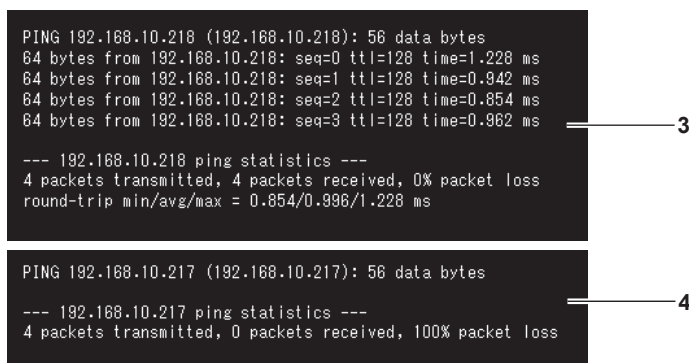 PING 192.168.10.218 (192.168.10.218): 56 data bytes
64 bytes from 192.168.10.218: seq=0 ttl=128 time=1.228 ms
64 bytes from 192.168.10.218: seq=1 ttl=128 time=0.942 ms
64 bytes from 192.168.10.218: seq=2 ttl=128 time=0.854 ms
64 bytes from 192.168.10.218: seq=3 ttl=128 time=0.962 ms
3
--- 192.168.10.218 ping statistics ---
4 packets transmitted, 4 packets received, 0% packet loss
round-trip min/avg/max = 0.854/0.996/1.228 ms
PING 192.168.10.217 (192.168.10.217): 56 data bytes
4
--- 192.168.10.217 ping statistics ---
4 packets transmitted, 0 packets received, 100% packet loss